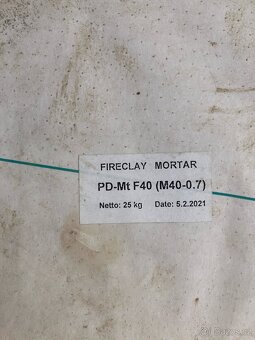 FIRECLAY MORTAR
PD-Mt F40 (M40-0.7)
Netto: 25 kg Date: 5.2.2021